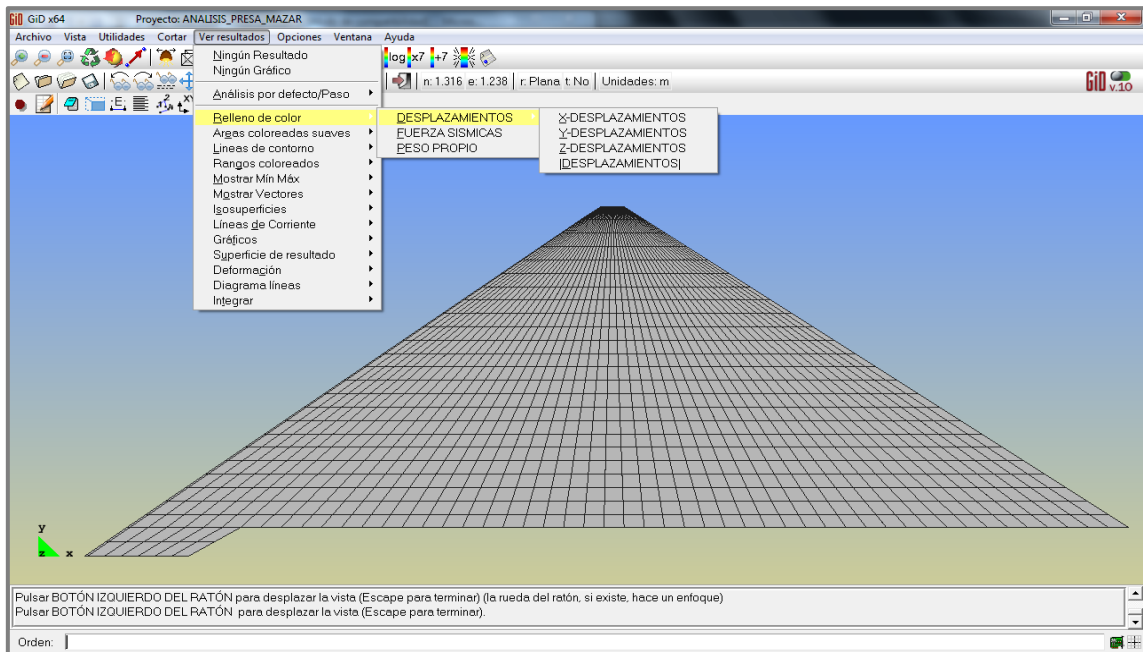 GiD GiD x64 Proyecto: ANALISIS_PRESA_MAZAR
Archivo Vista Utilidades Cortar Ver resultados Opciones Ventana Ayuda
log x7 +7
n: 1.316 e: 1.238 r: Plana t: No Unidades: m
GiD v.10
Ningún Resultado
Ningún Gráfico
Análisis por defecto/Paso
Relleno de color
Areas coloreadas suaves
Lineas de contorno
Rangos coloreados
Mostrar Mín Máx
Mostrar Vectores
Isosuperficies
Líneas de Corriente
Gráficos
Superficie de resultado
Deformación
Diagrama líneas
Integrar
DESPLAZAMIENTOS
FUERZA SISMICAS
PESO PROPIO
X-DESPLAZAMIENTOS
Y-DESPLAZAMIENTOS
Z-DESPLAZAMIENTOS
|DESPLAZAMIENTOS|
y
z x
Pulsar BOTÓN IZQUIERDO DEL RATÓN para desplazar la vista (Escape para terminar) (la rueda del ratón, si existe, hace un enfoque)
Pulsar BOTÓN IZQUIERDO DEL RATÓN para desplazar la vista (Escape para terminar).
Orden: